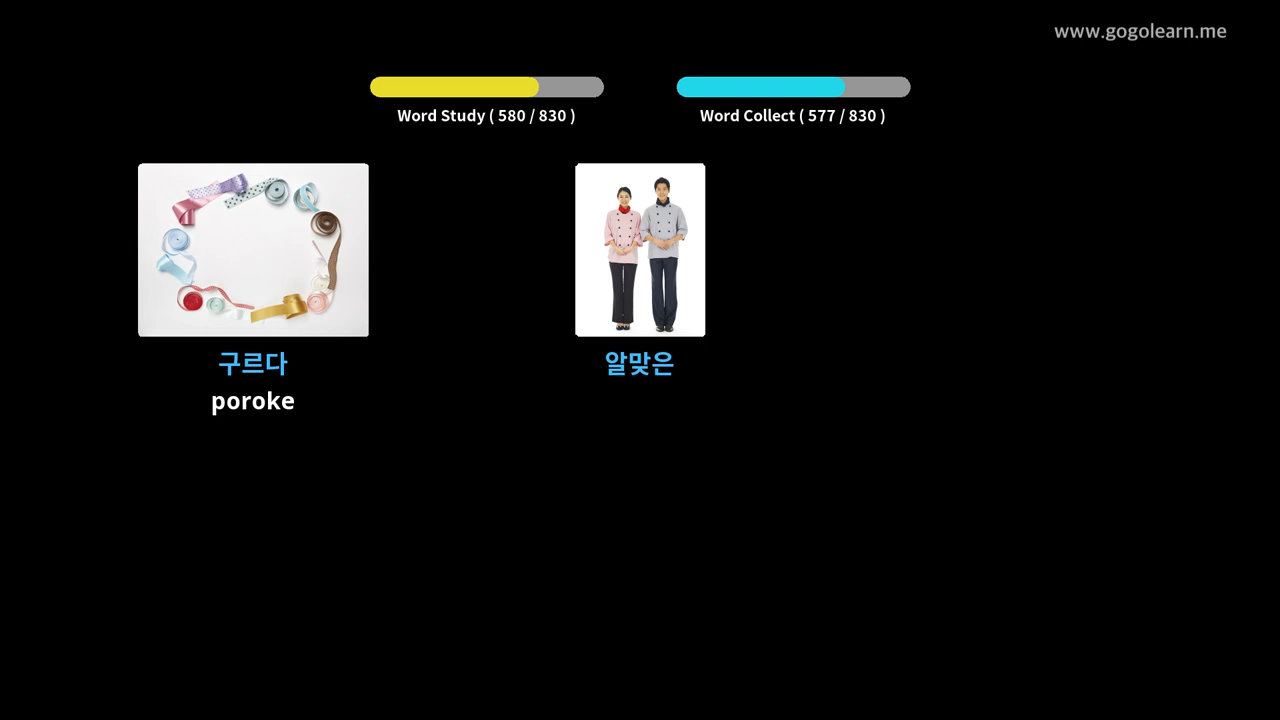 www.gogolearn.me
Word Study ( 580 / 830 )
Word Collect ( 577 / 830 )
구르다
poroke
알맞은